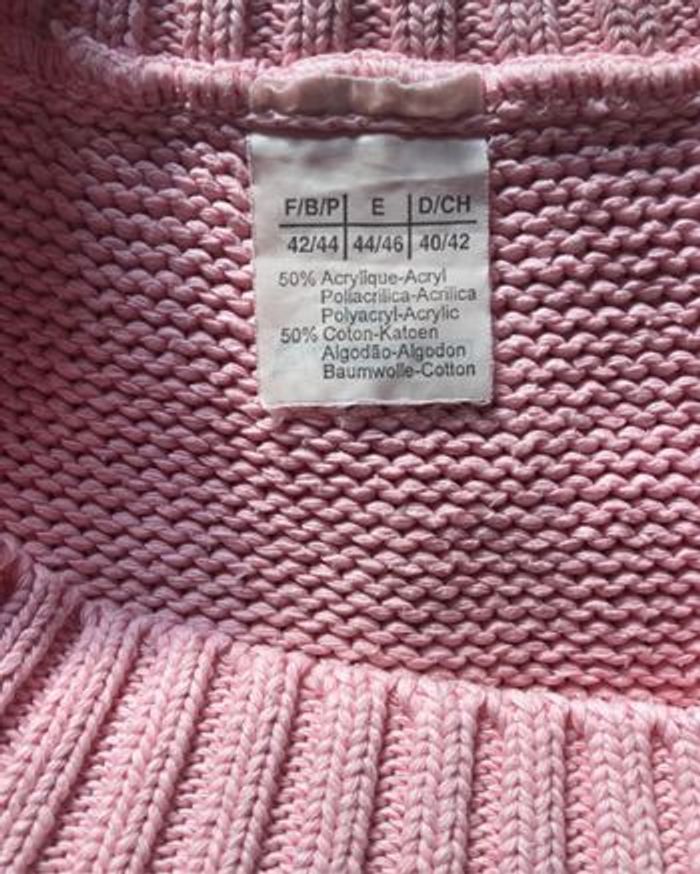 F/B/P E D/CH
42/44 44/46 40/42
50% Acrylique-Acryl
Poliacrilica-Acrilica
Polyacryl-Acrylic
50% Coton-Katoen
Algodão-Algodon
Baumwolle-Cotton